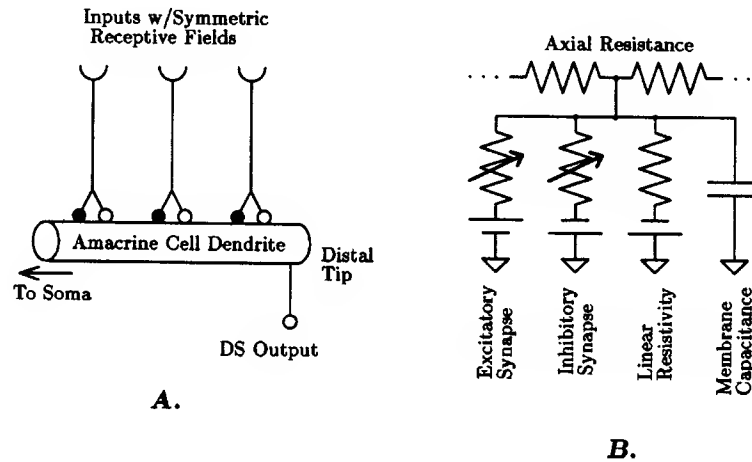 Inputs w/Symmetric
Receptive Fields
Amacrine Cell Dendrite
Distal
Tip
To Soma
DS Output
A.
Axial Resistance
Excitatory
Synapse
Inhibitory
Synapse
Linear
Resistivity
Membrane
Capacitance
B.